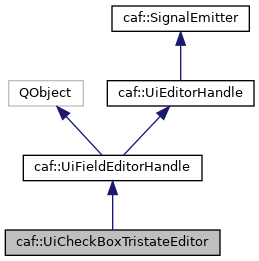 caf::SignalEmitter
QObject
caf::UiEditorHandle
caf::UiFieldEditorHandle
caf::UiCheckBoxTristateEditor